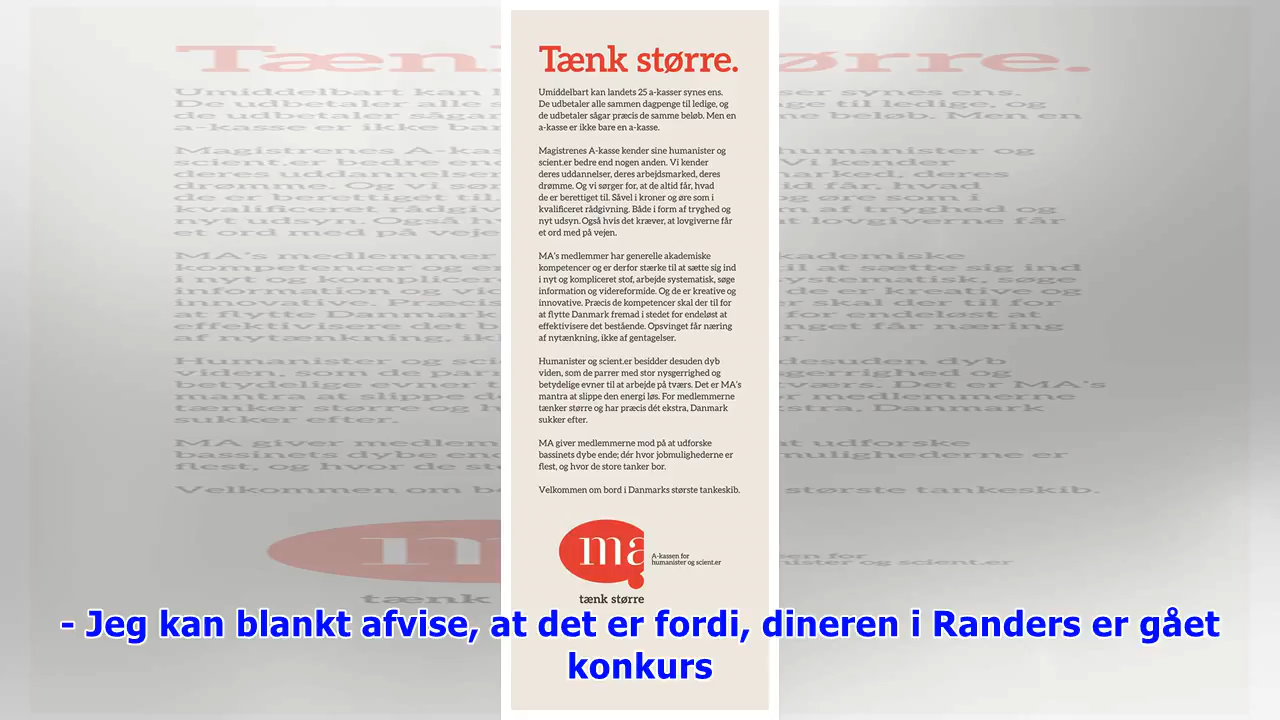 Tænk større.
Umiddelbart kan landets 25 a-kasser synes ens.
De udbetaler alle sammen dagpenge til ledige, og
de udbetaler sågar præcis de samme beløb. Men en
a-kasse er ikke bare en a-kasse.
Magistrenes A-kasse kender sine humanister og
scient.er bedre end nogen anden. Vi kender
deres uddannelser, deres arbejdsmarked, deres
drømme. Og vi sørger for, at de altid får, hvad
de er berettiget til. Såvel i kroner og øre som i
kvalificeret rådgivning. Både i form af tryghed og
nyt udsyn. Også hvis det kræver, at lovgiverne får
et ord med på vejen.
MA's medlemmer har generelle akademiske
kompetencer og er derfor stærke til at sætte sig ind
i nyt og kompliceret stof, arbejde systematisk, søge
information og videreformide. Og de er kreative og
innovative. Præcis de kompetencer skal der til for
at flytte Danmark fremad i stedet for endeløst at
effektivisere det bestående. Opsvinget får næring
af nytænkning, ikke af gentagelser.
Humanister og scient.er besidder desuden dyb
viden, som de parrer med stor nysgerrighed og
betydelige evner til at arbejde på tværs. Det er MA's
mantra at slippe den energi løs. For medlemmerne
tænker større og har præcis dét ekstra, Danmark
sukker efter.
MA giver medlemmerne mod på at udforske
bassinets dybe ende; dér hvor jobmulighederne er
flest, og hvor de store tanker bor.
Velkommen om bord i Danmarks største tankeskib.
ma
A-kassen for
humanister og scient.er
tænk større
- Jeg kan blankt afvise, at det er fordi, dineren i Randers er gået
konkurs